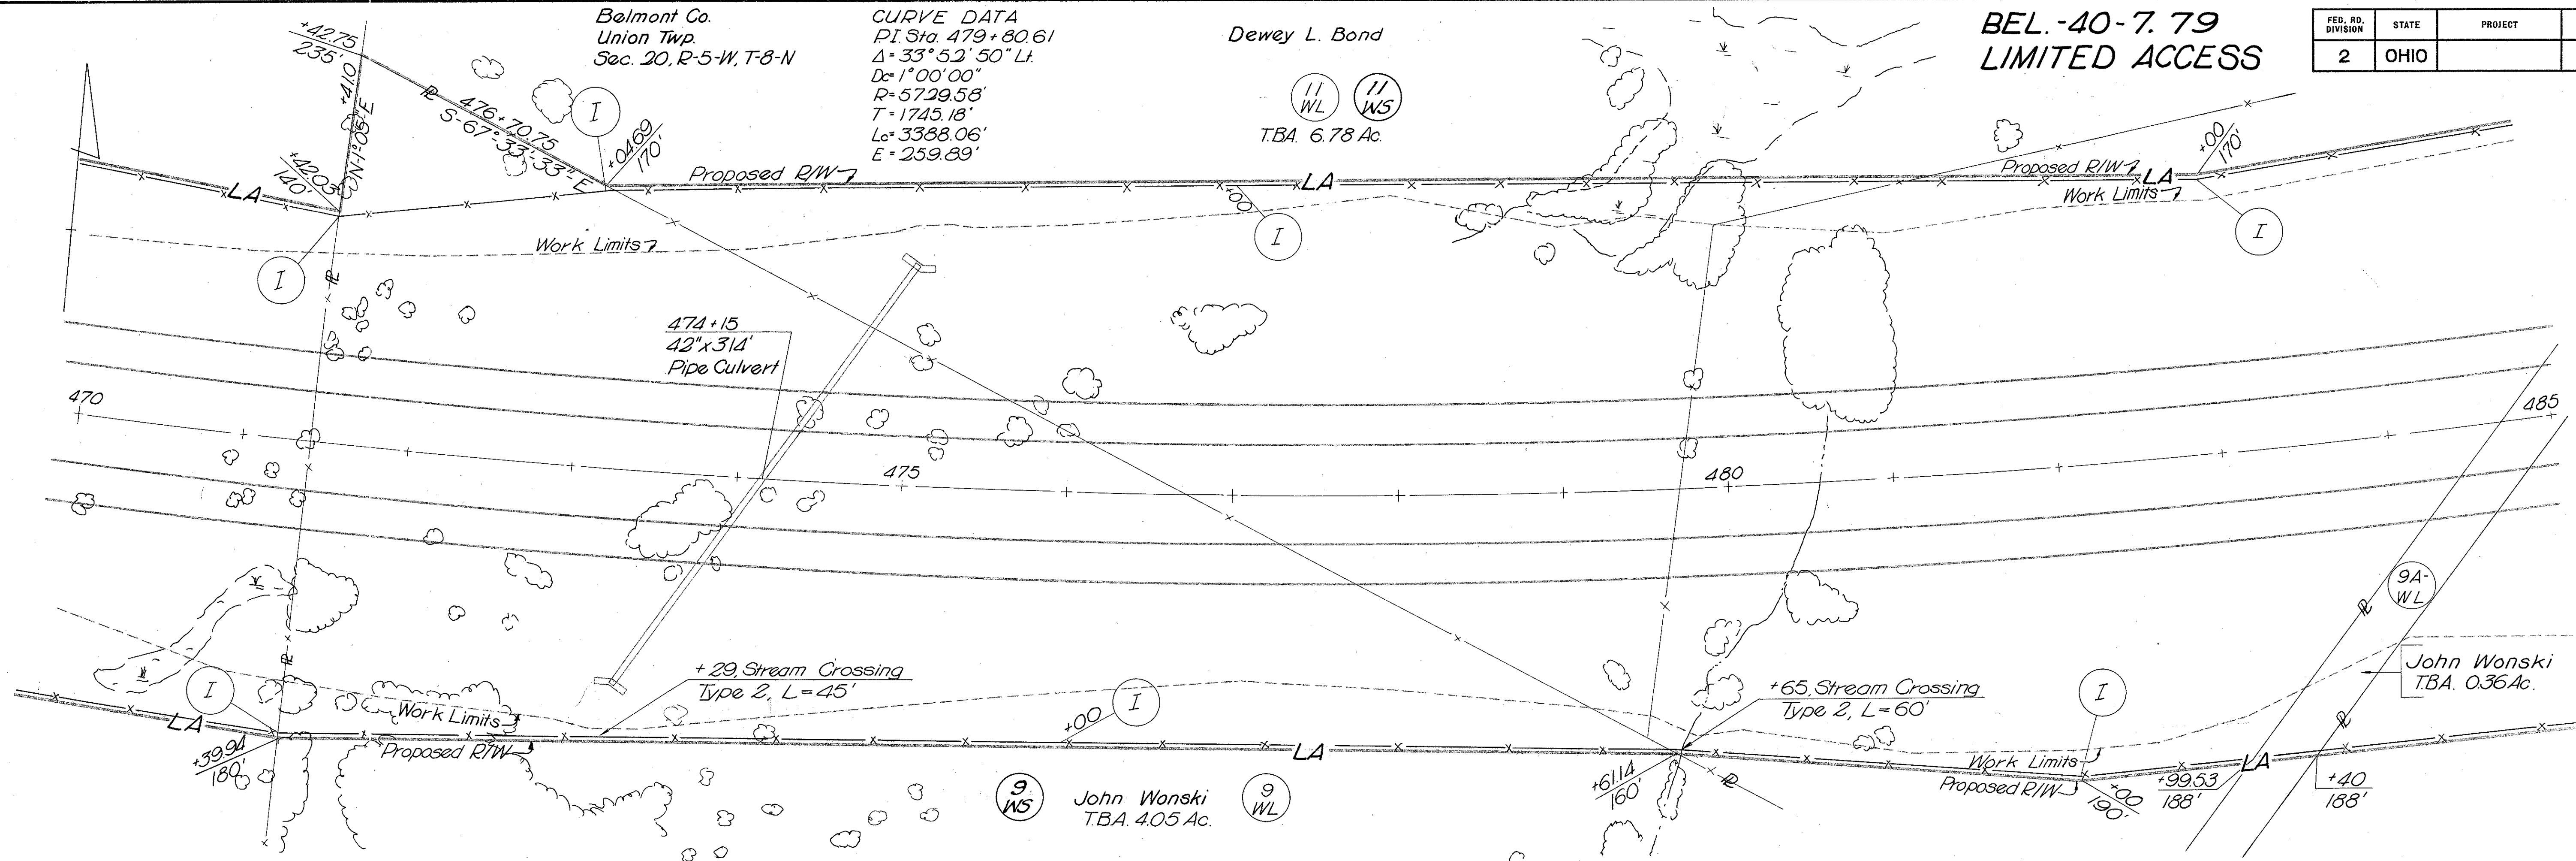 Belmont Co.
Union Twp.
Sec. 20, R-5-W, T-8-N
CURVE DATA
P.I. Sta. 479+80.61
Δ = 33° 52' 50" Lt.
Dc = 1° 00' 00"
R = 5729.58'
T = 1745.18'
Lc = 3388.06'
E = 259.89'
Dewey L. Bond
11 WL
11 WS
T.B.A. 6.78 Ac.
BEL.-40-7.79
LIMITED ACCESS
FED. RD. DIVISION
STATE
PROJECT
2
OHIO
+42.75
235'
+41.0
N-1°-05'-E
476+70.75
S-67°-33'-33"-E
I
+04.69
170'
+42.03
140'
LA
Proposed R/W
LA
+00
I
Proposed R/W
LA
Work Limits
+00
170'
I
Work Limits
I
474+15
42"x314'
Pipe Culvert
470
475
480
485
9A-
WL
John Wonski
T.B.A. 0.36 Ac.
+29, Stream Crossing
Type 2, L=45'
+65, Stream Crossing
Type 2, L=60'
I
LA
+39.94
180'
Work Limits
Proposed R/W
+00
I
LA
9
WS
John Wonski
T.B.A. 4.05 Ac.
9
WL
+61.14
160'
I
Work Limits
Proposed R/W
+00
190'
+99.53
188'
LA
+40
188'